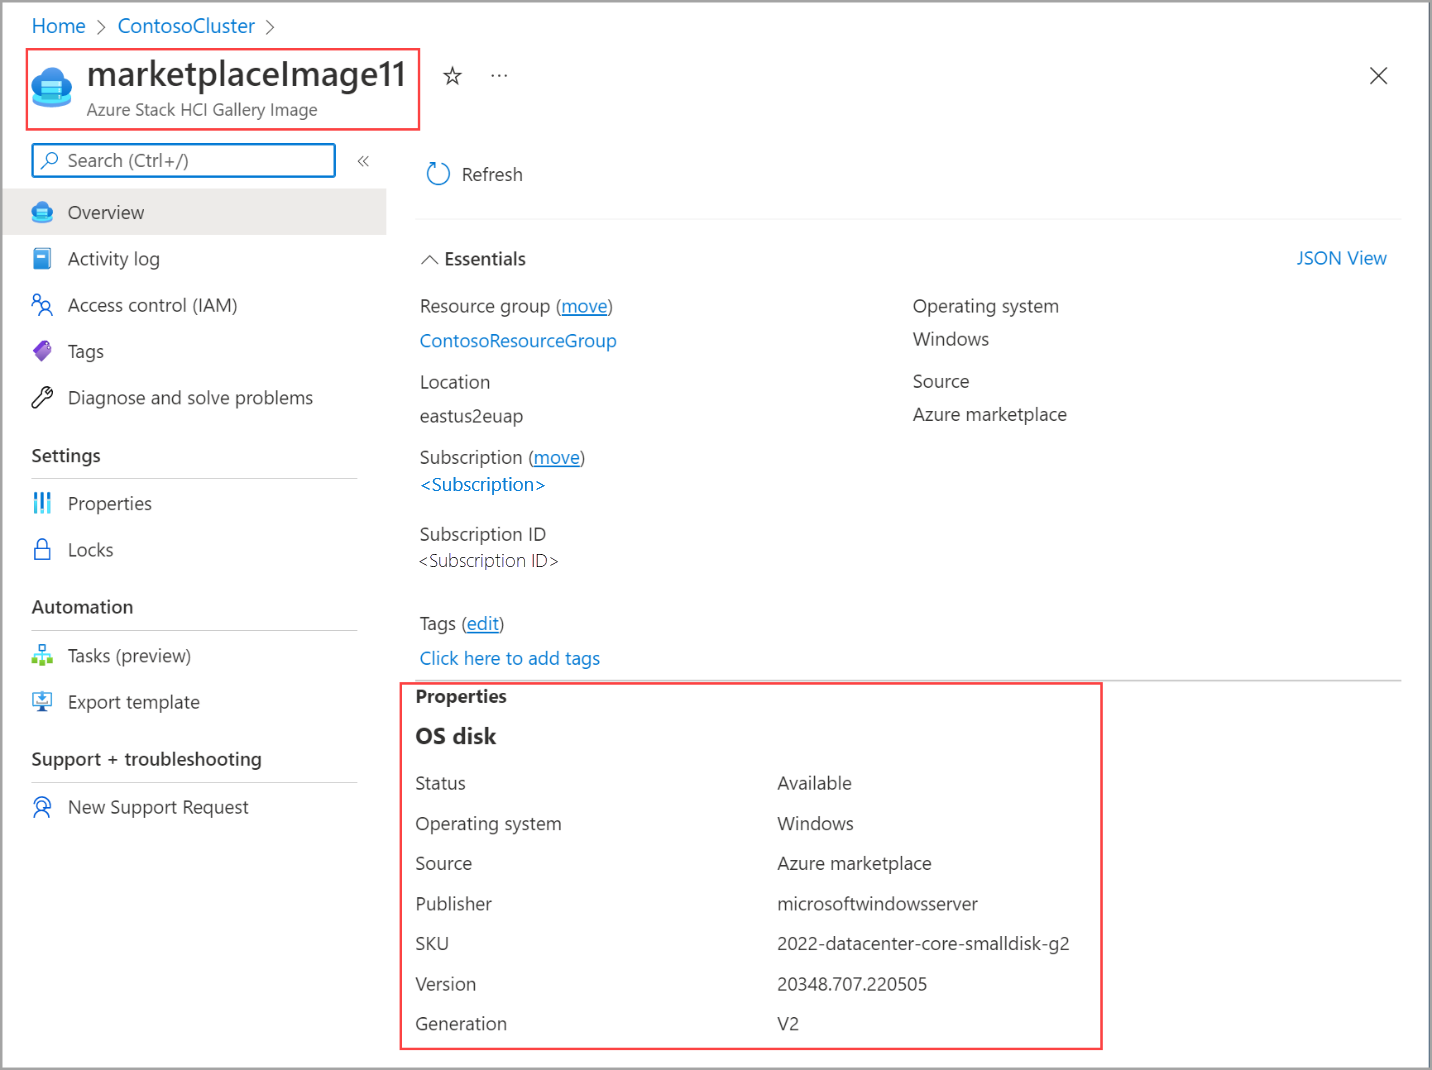 Home > ContosoCluster >
marketplaceImage11
Azure Stack HCI Gallery Image
Search (Ctrl+/)
Overview
Activity log
Access control (IAM)
Tags
Diagnose and solve problems
Settings
Properties
Locks
Automation
Tasks (preview)
Export template
Support + troubleshooting
New Support Request
Refresh
Essentials
JSON View
Resource group (move)
ContosoResourceGroup
Location
eastus2euap
Subscription (move)
<Subscription>
Subscription ID
<Subscription ID>
Operating system
Windows
Source
Azure marketplace
Tags (edit)
Click here to add tags
Properties
OS disk
Status Available
Operating system Windows
Source Azure marketplace
Publisher microsoftwindowsserver
SKU 2022-datacenter-core-smalldisk-g2
Version 20348.707.220505
Generation V2